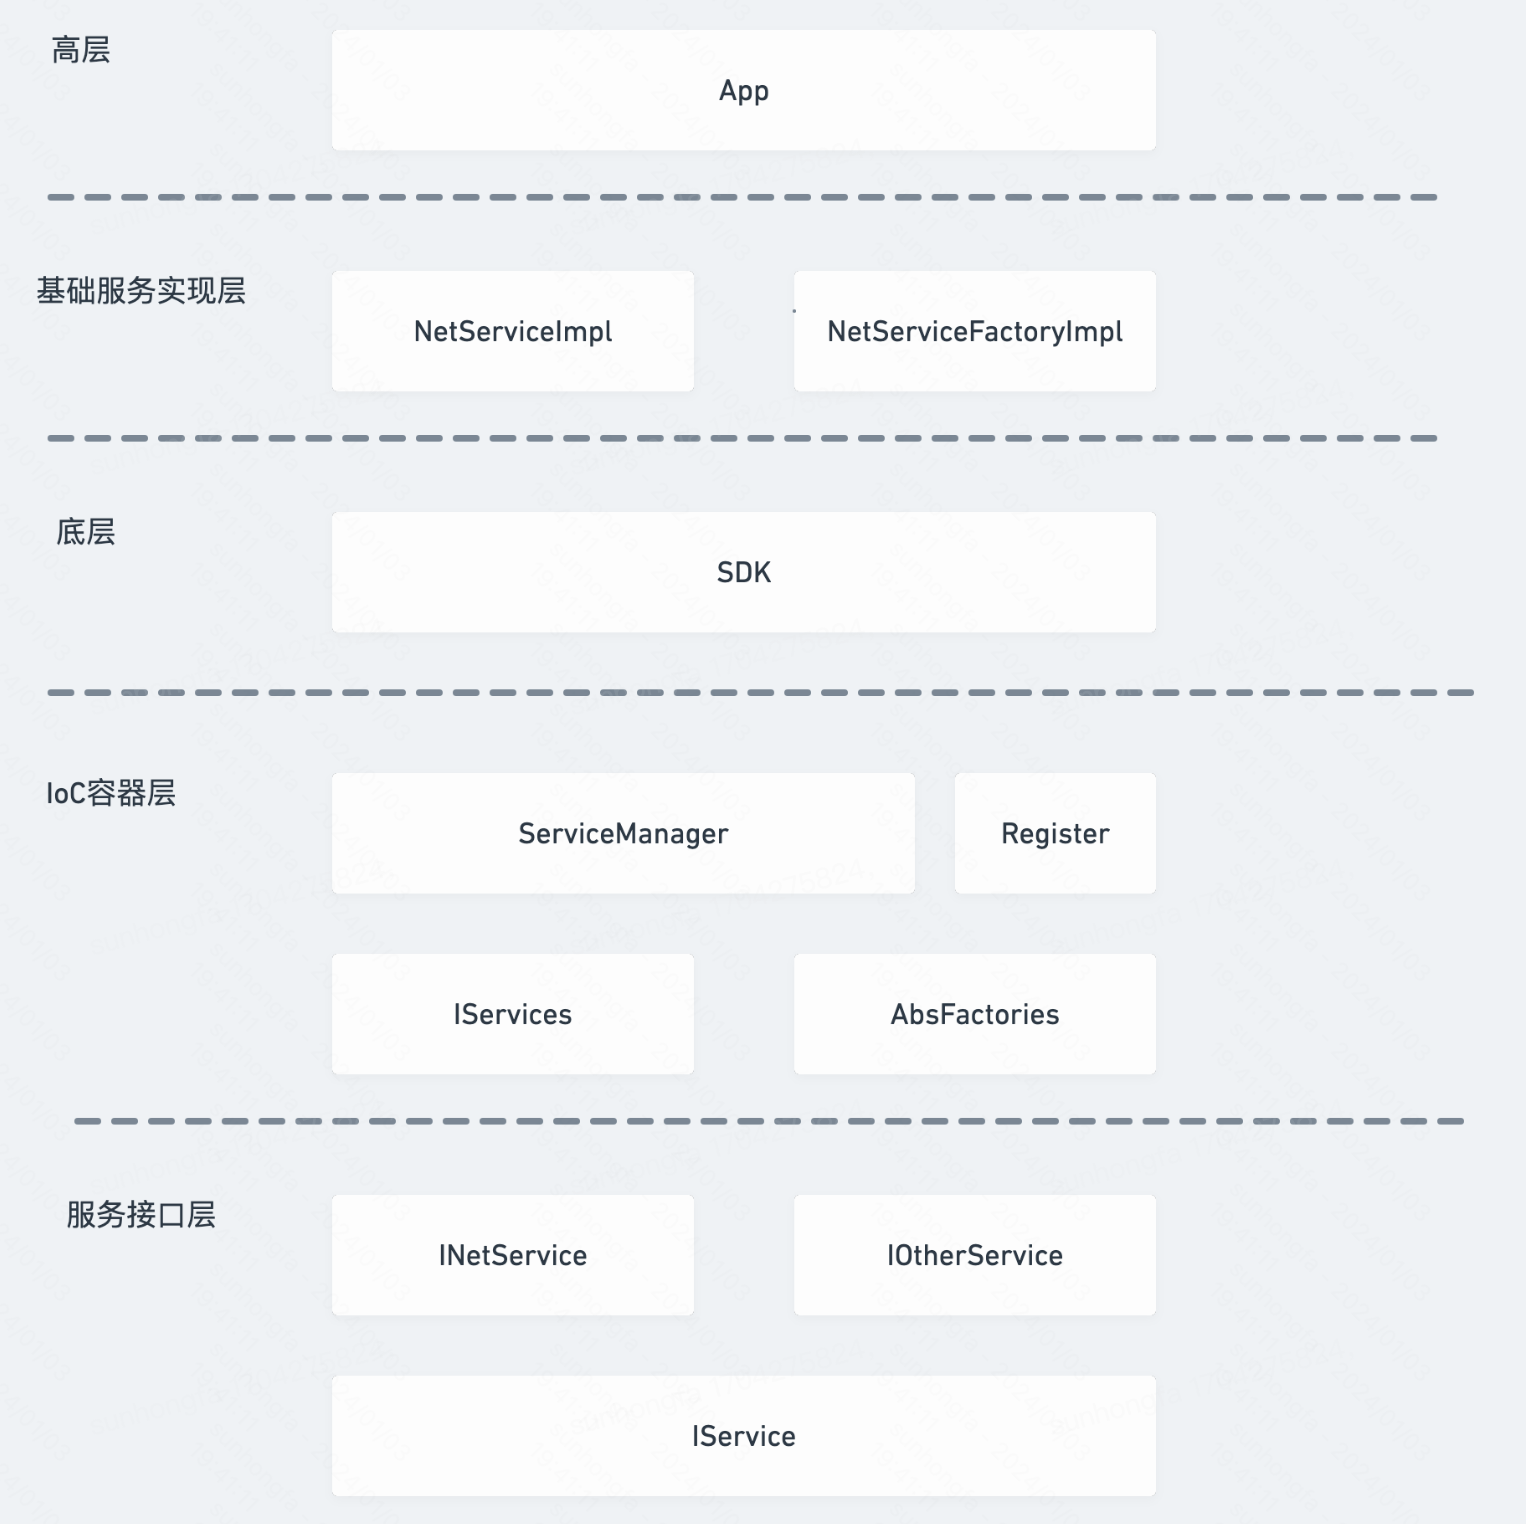 高层
App
基础服务实现层
NetServiceImpl
NetServiceFactoryImpl
底层
SDK
IoC容器层
ServiceManager
Register
IServices
AbsFactories
服务接口层
INetService
IOtherService
IService